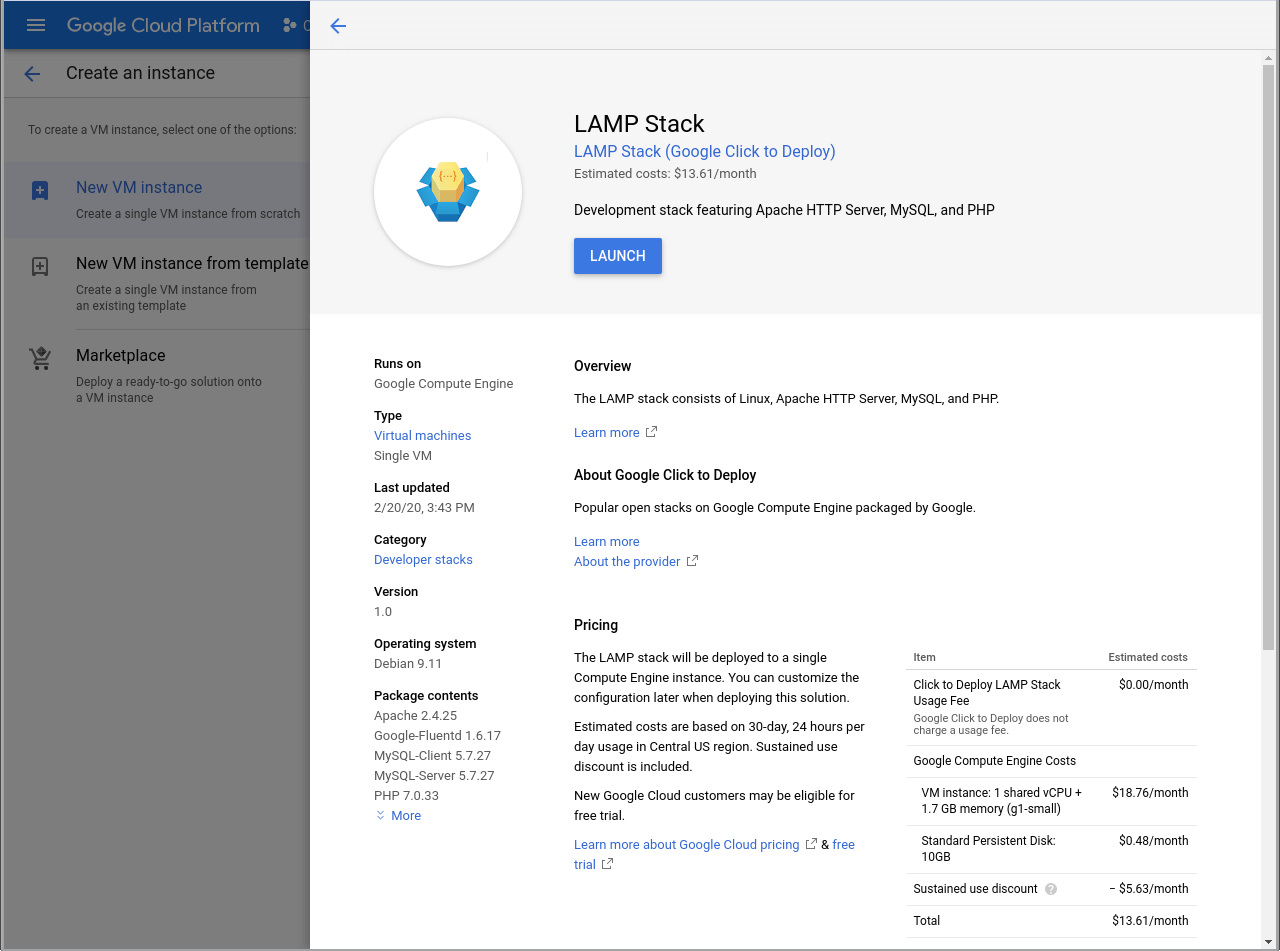 Google Cloud Platform
Create an instance
To create a VM instance, select one of the options:
New VM instance
Create a single VM instance from scratch
New VM instance from template
Create a single VM instance from
an existing template
Marketplace
Deploy a ready-to-go solution onto
a VM instance
{...}
LAMP Stack
LAMP Stack (Google Click to Deploy)
Estimated costs: $13.61/month
Development stack featuring Apache HTTP Server, MySQL, and PHP
LAUNCH
Runs on
Google Compute Engine
Type
Virtual machines
Single VM
Last updated
2/20/20, 3:43 PM
Category
Developer stacks
Version
1.0
Operating system
Debian 9.11
Package contents
Apache 2.4.25
Google-Fluentd 1.6.17
MySQL-Client 5.7.27
MySQL-Server 5.7.27
PHP 7.0.33
More
Overview
The LAMP stack consists of Linux, Apache HTTP Server, MySQL, and PHP.
Learn more
About Google Click to Deploy
Popular open stacks on Google Compute Engine packaged by Google.
Learn more
About the provider
Pricing
The LAMP stack will be deployed to a single
Compute Engine instance. You can customize the
configuration later when deploying this solution.
Estimated costs are based on 30-day, 24 hours per
day usage in Central US region. Sustained use
discount is included.
New Google Cloud customers may be eligible for
free trial.
Learn more about Google Cloud pricing & free
trial
Item Estimated costs
Click to Deploy LAMP Stack $0.00/month
Usage Fee
Google Click to Deploy does not
charge a usage fee.
Google Compute Engine Costs
VM instance: 1 shared vCPU + $18.76/month
1.7 GB memory (g1-small)
Standard Persistent Disk: $0.48/month
10GB
Sustained use discount ? − $5.63/month
Total $13.61/month